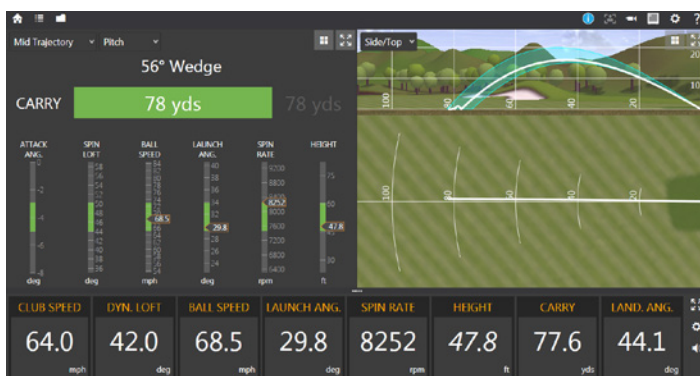 Mid Trajectory Pitch
Side/Top
56° Wedge
CARRY 78 yds 78 yds
ATTACK ANG. SPIN LOFT BALL SPEED LAUNCH ANG. SPIN RATE HEIGHT
68.5 29.8 8252 47.8
deg deg mph deg rpm ft
100 80 60 40 20
100 80 60 40 20
CLUB SPEED DYN. LOFT BALL SPEED LAUNCH ANG. SPIN RATE HEIGHT CARRY LAND. ANG.
64.0 42.0 68.5 29.8 8252 47.8 77.6 44.1
mph deg mph deg rpm ft yds deg